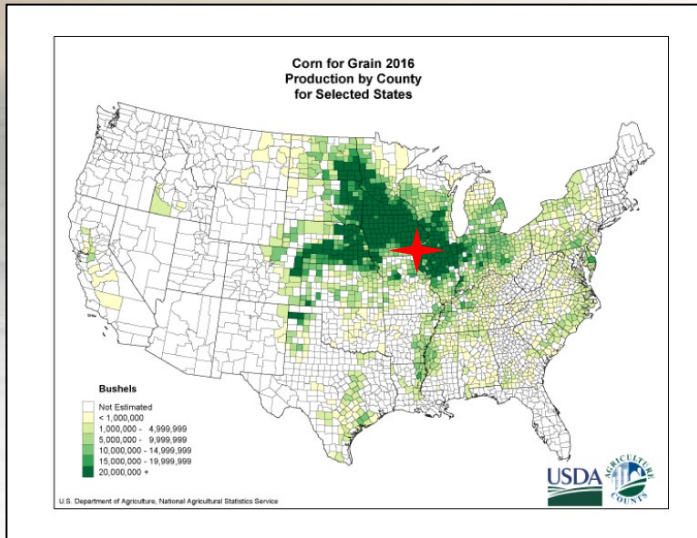 Corn for Grain 2016
Production by County
for Selected States
Bushels
Not Estimated
< 1,000,000
1,000,000 - 4,999,999
5,000,000 - 9,999,999
10,000,000 - 14,999,999
15,000,000 - 19,999,999
20,000,000 +
U.S. Department of Agriculture, National Agricultural Statistics Service
USDA
AGRICULTURE
COUNTS